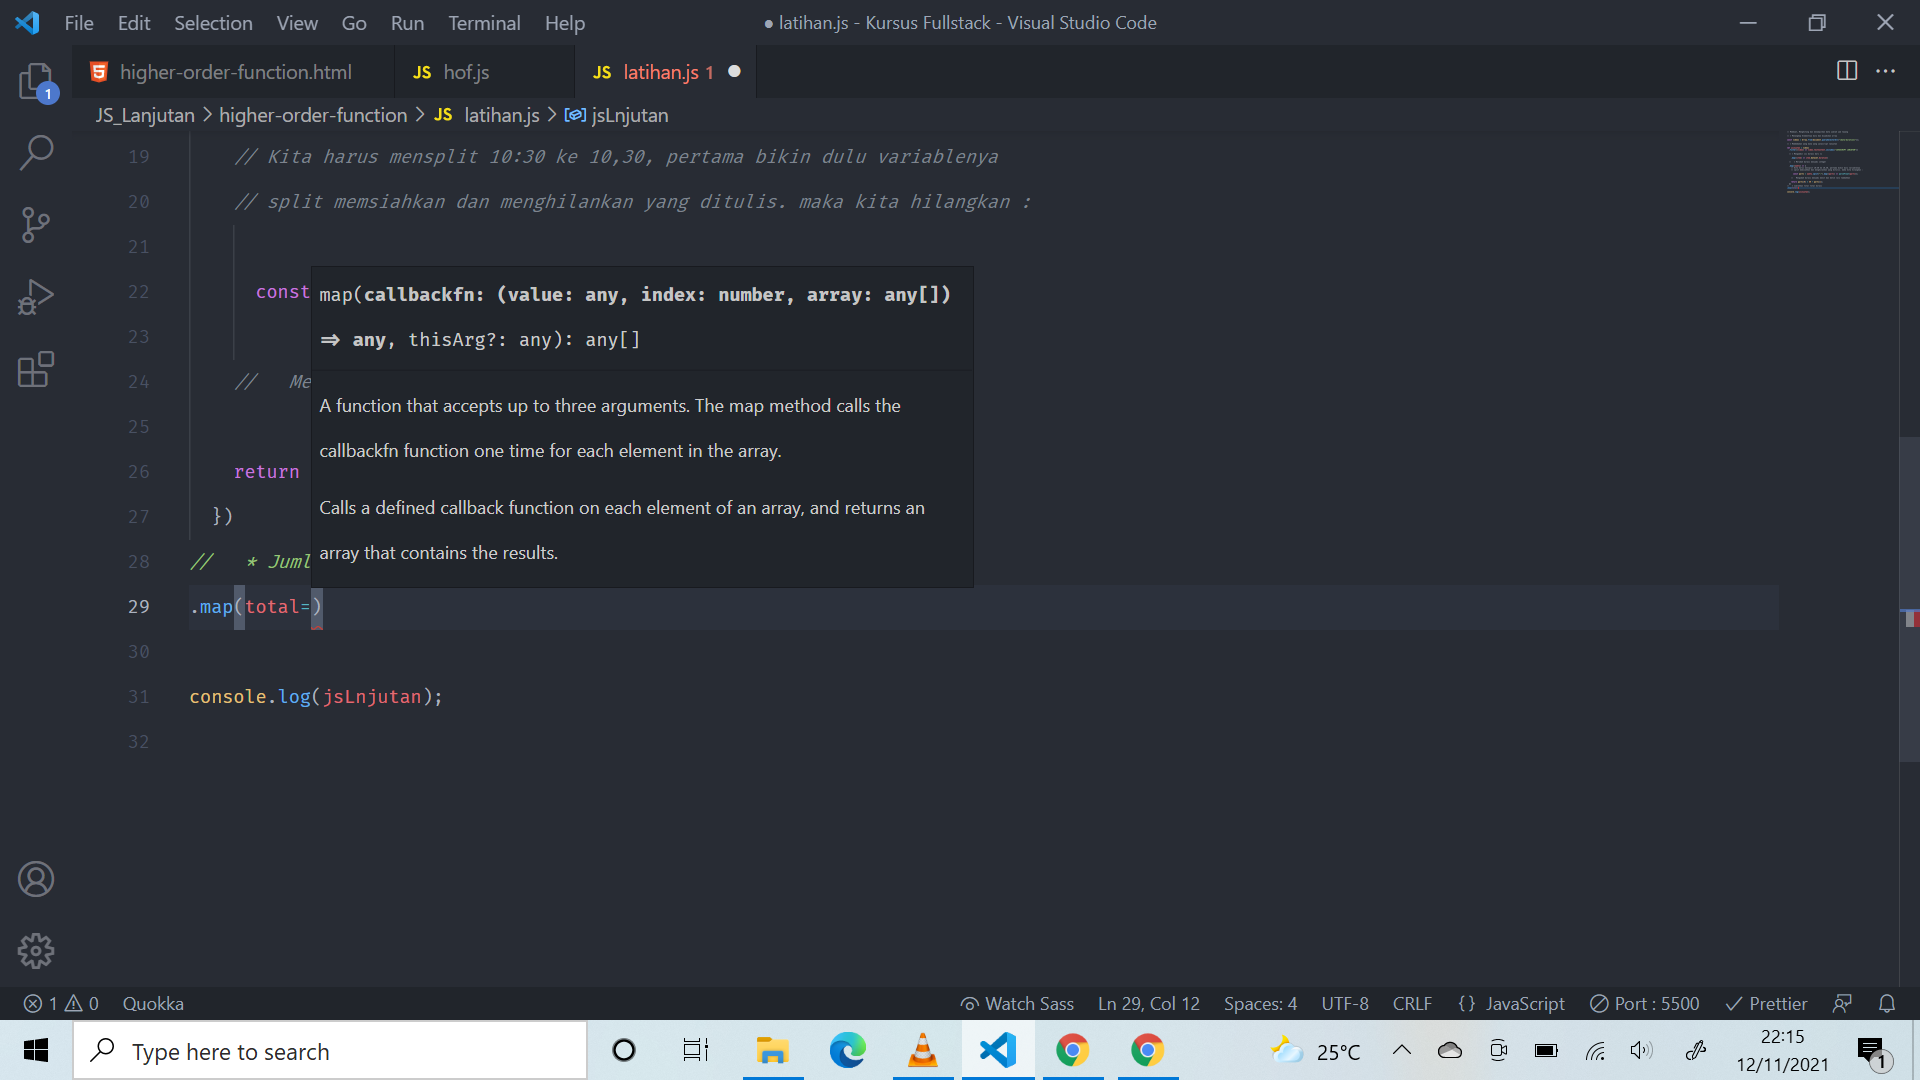 File Edit Selection View Go Run Terminal Help
● latihan.js - Kursus Fullstack - Visual Studio Code
higher-order-function.html
JS hof.js
JS latihan.js 1
JS_Lanjutan > higher-order-function > JS latihan.js > jsLnjutan
1
19 // Kita harus mensplit 10:30 ke 10,30, pertama bikin dulu variablenya
20 // split memsiahkan dan menghilankan yang ditulis. maka kita hilangkan :
21
22 const
23
24 // Me
25
26 return
27 })
28 // * Juml
29 .map(total=)
30
31 console.log(jsLnjutan);
32
map(callbackfn: (value: any, index: number, array: any[])
⇒ any, thisArg?: any): any[]
A function that accepts up to three arguments. The map method calls the
callbackfn function one time for each element in the array.
Calls a defined callback function on each element of an array, and returns an
array that contains the results.
1 0 Quokka
Watch Sass Ln 29, Col 12 Spaces: 4 UTF-8 CRLF {} JavaScript Port : 5500 Prettier
Type here to search
25°C
22:15
12/11/2021
1